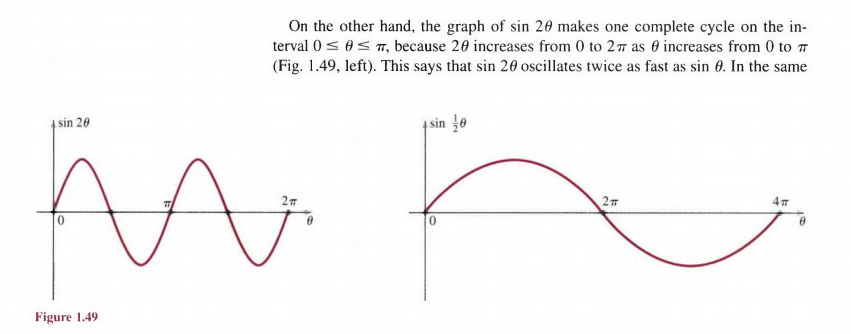 On the other hand, the graph of sin 2θ makes one complete cycle on the in-
terval 0 ≤ θ ≤ π, because 2θ increases from 0 to 2π as θ increases from 0 to π
(Fig. 1.49, left). This says that sin 2θ oscillates twice as fast as sin θ. In the same
sin 2θ
π
2π
0
θ
sin ½θ
2π
4π
0
θ
Figure 1.49